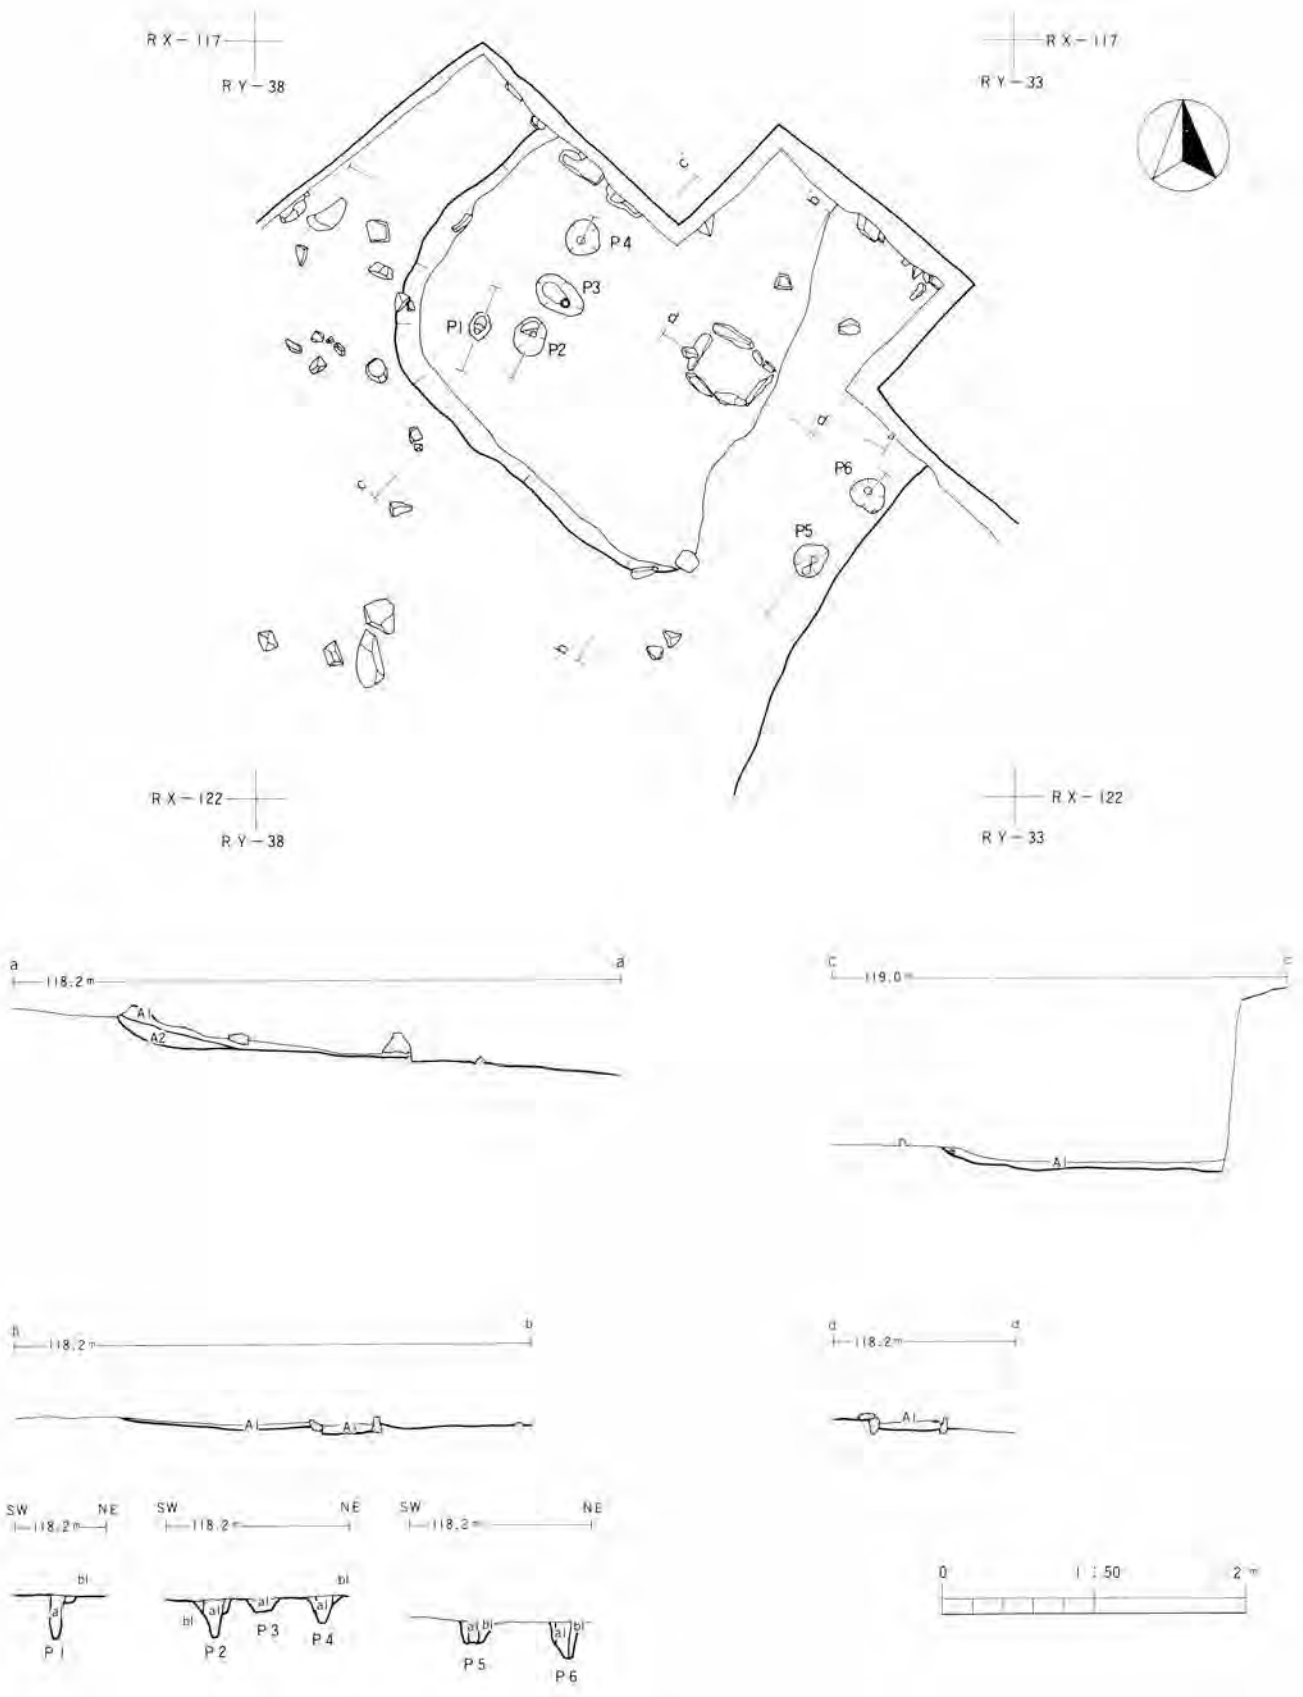 RX-117
RX-117
RY-38
RY-33
c'
b'
P4
P3
P1
P2
d
d'
a'
P6
P5
c
b
RX-122
RX-122
RY-38
RY-33
a
118.2m
a'
c
119.0m
c'
A1
A2
A1
b
118.2m
b'
d
118.2m
d'
A1
A1
A1
SW
NE
118.2m
SW
NE
118.2m
SW
NE
118.2m
b1
b1
a1
b1
a1
a1
a1
a1
b1
a1
b1
P1
P2
P3
P4
P5
P6
0
1:50
2m